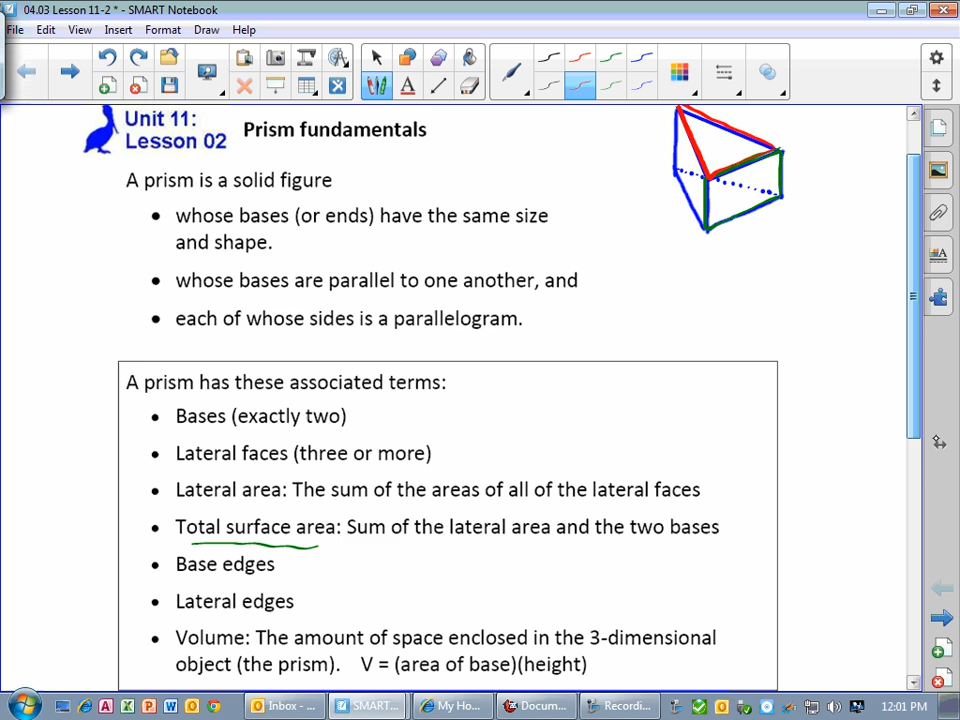 04.03 Lesson 11-2 * - SMART Notebook
File Edit View Insert Format Draw Help
Unit 11:
Lesson 02
Prism fundamentals
A prism is a solid figure
• whose bases (or ends) have the same size
and shape.
• whose bases are parallel to one another, and
• each of whose sides is a parallelogram.
A prism has these associated terms:
• Bases (exactly two)
• Lateral faces (three or more)
• Lateral area: The sum of the areas of all of the lateral faces
• Total surface area: Sum of the lateral area and the two bases
• Base edges
• Lateral edges
• Volume: The amount of space enclosed in the 3-dimensional
object (the prism). V = (area of base)(height)
Inbox - ... SMART... My Ho... Docum... Recordi... 12:01 PM